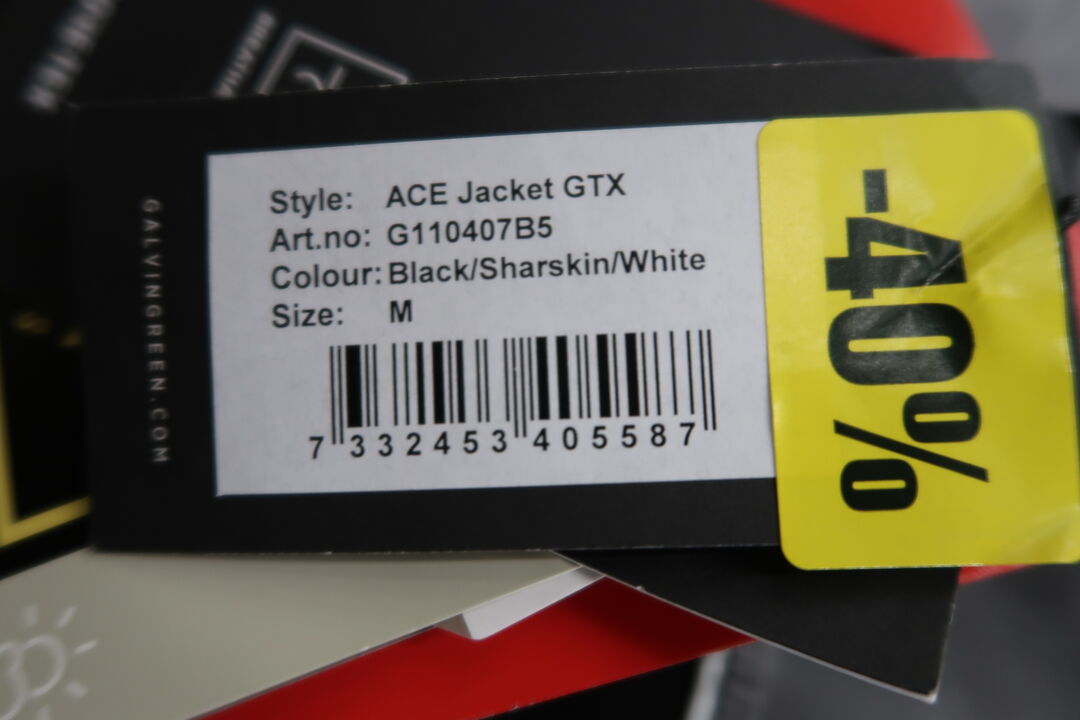 GALVINGREEN.COM
Style: ACE Jacket GTX
Art.no: G110407B5
Colour: Black/Sharskin/White
Size: M
7 332453 405587
-40%